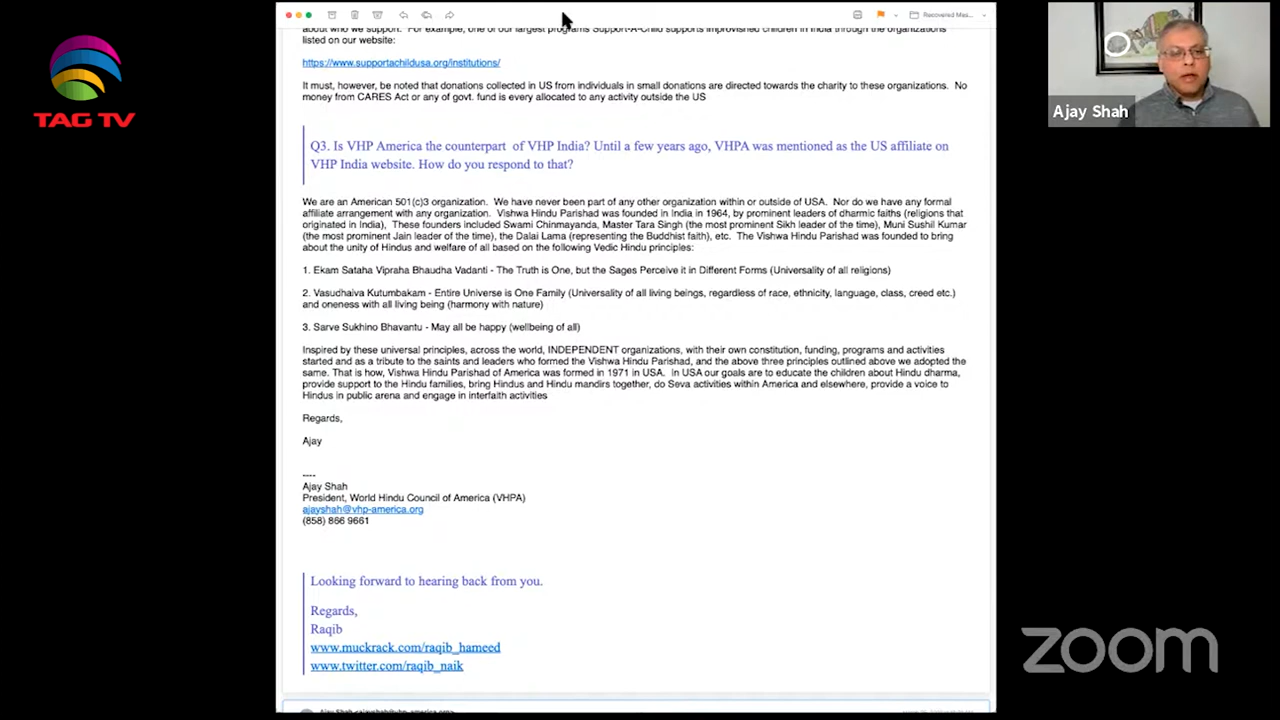 Recovered Mes...
about who we support. For example, one of our largest programs Support-A-Child supports improvished children in India through the organizations
listed on our website:
https://www.supportachildusa.org/institutions/
It must, however, be noted that donations collected in US from individuals in small donations are directed towards the charity to these organizations. No
money from CARES Act or any of govt. fund is every allocated to any activity outside the US
Q3. Is VHP America the counterpart of VHP India? Until a few years ago, VHPA was mentioned as the US affiliate on
VHP India website. How do you respond to that?
We are an American 501(c)3 organization. We have never been part of any other organization within or outside of USA. Nor do we have any formal
affiliate arrangement with any organization. Vishwa Hindu Parishad was founded in India in 1964, by prominent leaders of dharmic faiths (religions that
originated in India), These founders included Swami Chinmayanda, Master Tara Singh (the most prominent Sikh leader of the time), Muni Sushil Kumar
(the most prominent Jain leader of the time), the Dalai Lama (representing the Buddhist faith), etc. The Vishwa Hindu Parishad was founded to bring
about the unity of Hindus and welfare of all based on the following Vedic Hindu principles:
1. Ekam Sataha Vipraha Bhaudha Vadanti - The Truth is One, but the Sages Perceive it in Different Forms (Universality of all religions)
2. Vasudhaiva Kutumbakam - Entire Universe is One Family (Universality of all living beings, regardless of race, ethnicity, language, class, creed etc.)
and oneness with all living being (harmony with nature)
3. Sarve Sukhino Bhavantu - May all be happy (wellbeing of all)
Inspired by these universal principles, across the world, INDEPENDENT organizations, with their own constitution, funding, programs and activities
started and as a tribute to the saints and leaders who formed the Vishwa Hindu Parishad, and the above three principles outlined above we adopted the
same. That is how, Vishwa Hindu Parishad of America was formed in 1971 in USA. In USA our goals are to educate the children about Hindu dharma,
provide support to the Hindu families, bring Hindus and Hindu mandirs together, do Seva activities within America and elsewhere, provide a voice to
Hindus in public arena and engage in interfaith activities
Regards,
Ajay
----
Ajay Shah
President, World Hindu Council of America (VHPA)
ajayshah@vhp-america.org
(858) 866 9661
Looking forward to hearing back from you.
Regards,
Raqib
www.muckrack.com/raqib_hameed
www.twitter.com/raqib_naik
Ajay Shah <ajayshah@vhp-america.org>
TAG TV
Ajay Shah
zoom